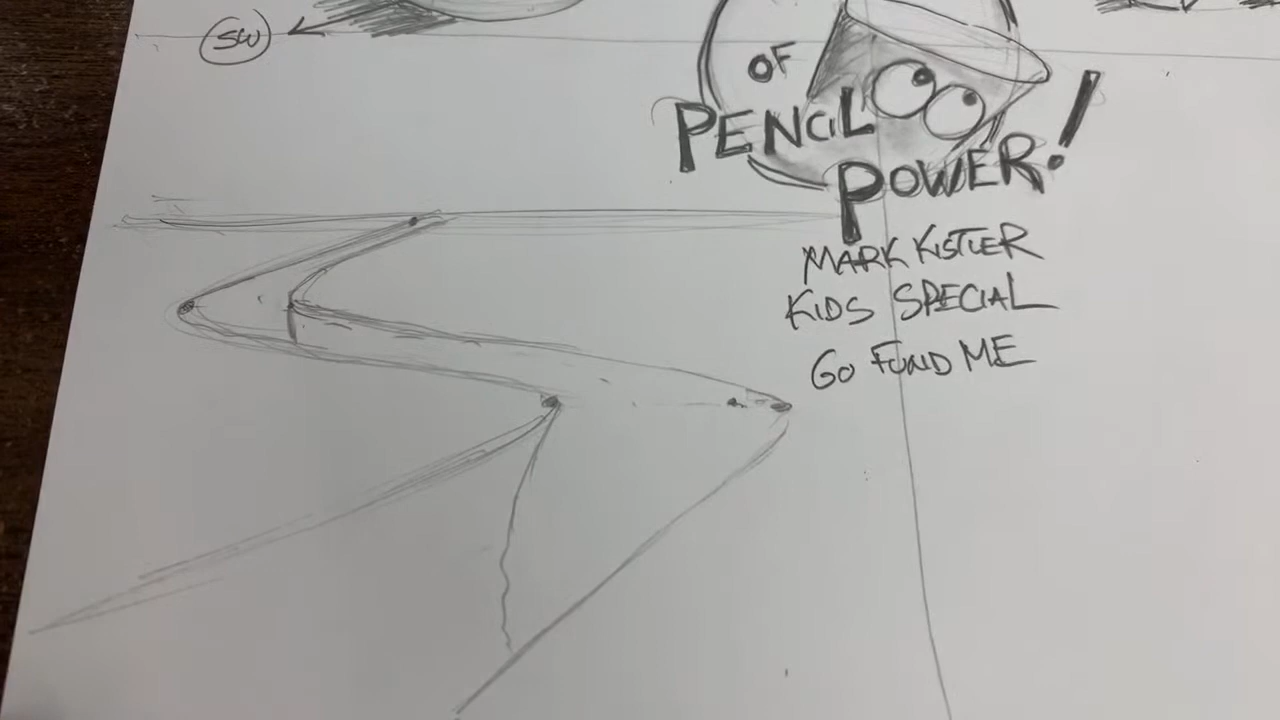 SW
OF
PENCIL
POWER!
MARK KISTLER
KIDS SPECIAL
GO FUND ME